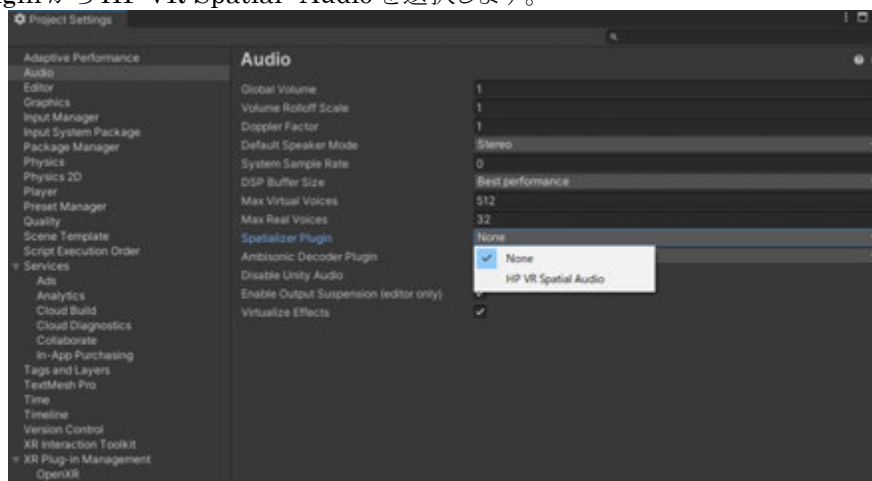 ugin から HP VR Spatial Audio を選択します。
Project Settings
Adaptive Performance
Audio
Editor
Graphics
Input Manager
Input System Package
Package Manager
Physics
Physics 2D
Player
Preset Manager
Quality
Scene Template
Script Execution Order
Services
Ads
Analytics
Cloud Build
Cloud Diagnostics
Collaborate
In-App Purchasing
Tags and Layers
TextMesh Pro
Time
Timeline
Version Control
XR Interaction Toolkit
XR Plug-in Management
OpenXR
Audio
Global Volume 1
Volume Rolloff Scale 1
Doppler Factor 1
Default Speaker Mode Stereo
System Sample Rate 0
DSP Buffer Size Best performance
Max Virtual Voices 512
Max Real Voices 32
Spatializer Plugin None
Ambisonic Decoder Plugin
None
HP VR Spatial Audio
Disable Unity Audio
Enable Output Suspension (editor only)
Virtualize Effects